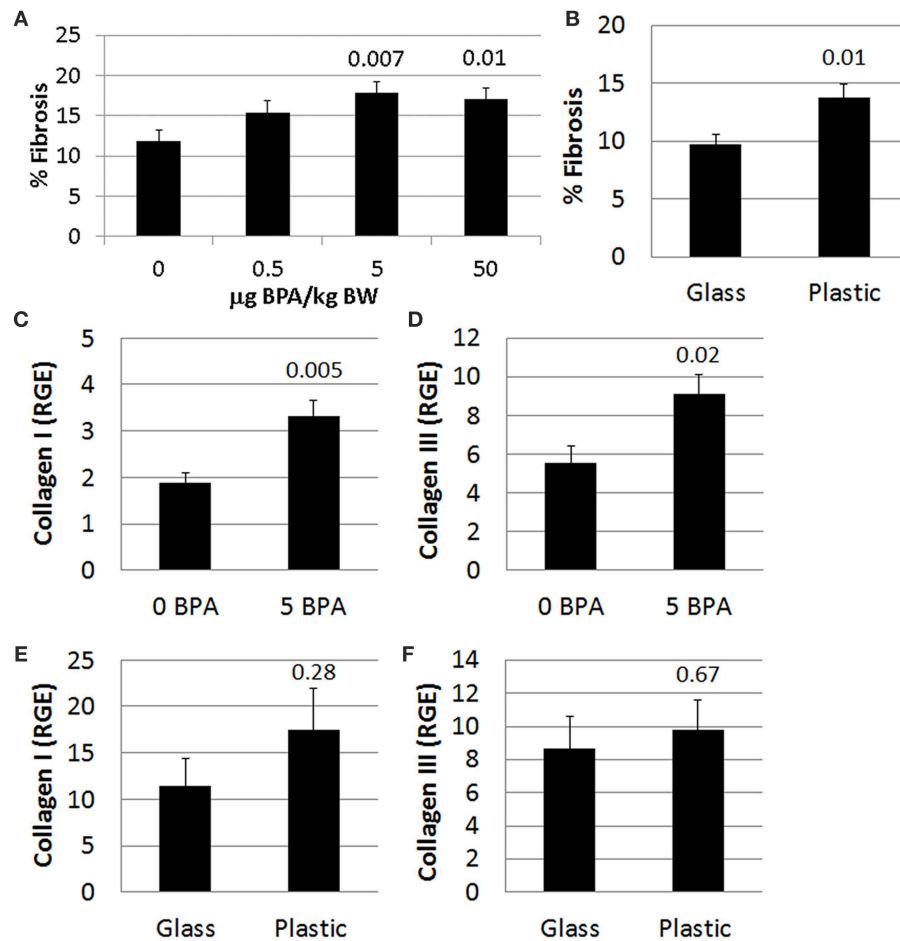 A
% Fibrosis
25
20
15
10
5
0
0.007
0.01
0
0.5
5
50
μg BPA/kg BW
B
% Fibrosis
20
15
10
5
0
0.01
Glass
Plastic
C
Collagen I (RGE)
5
4
3
2
1
0
0.005
0 BPA
5 BPA
D
Collagen III (RGE)
12
10
8
6
4
2
0
0.02
0 BPA
5 BPA
E
Collagen I (RGE)
25
20
15
10
5
0
0.28
Glass
Plastic
F
Collagen III (RGE)
14
12
10
8
6
4
2
0
0.67
Glass
Plastic